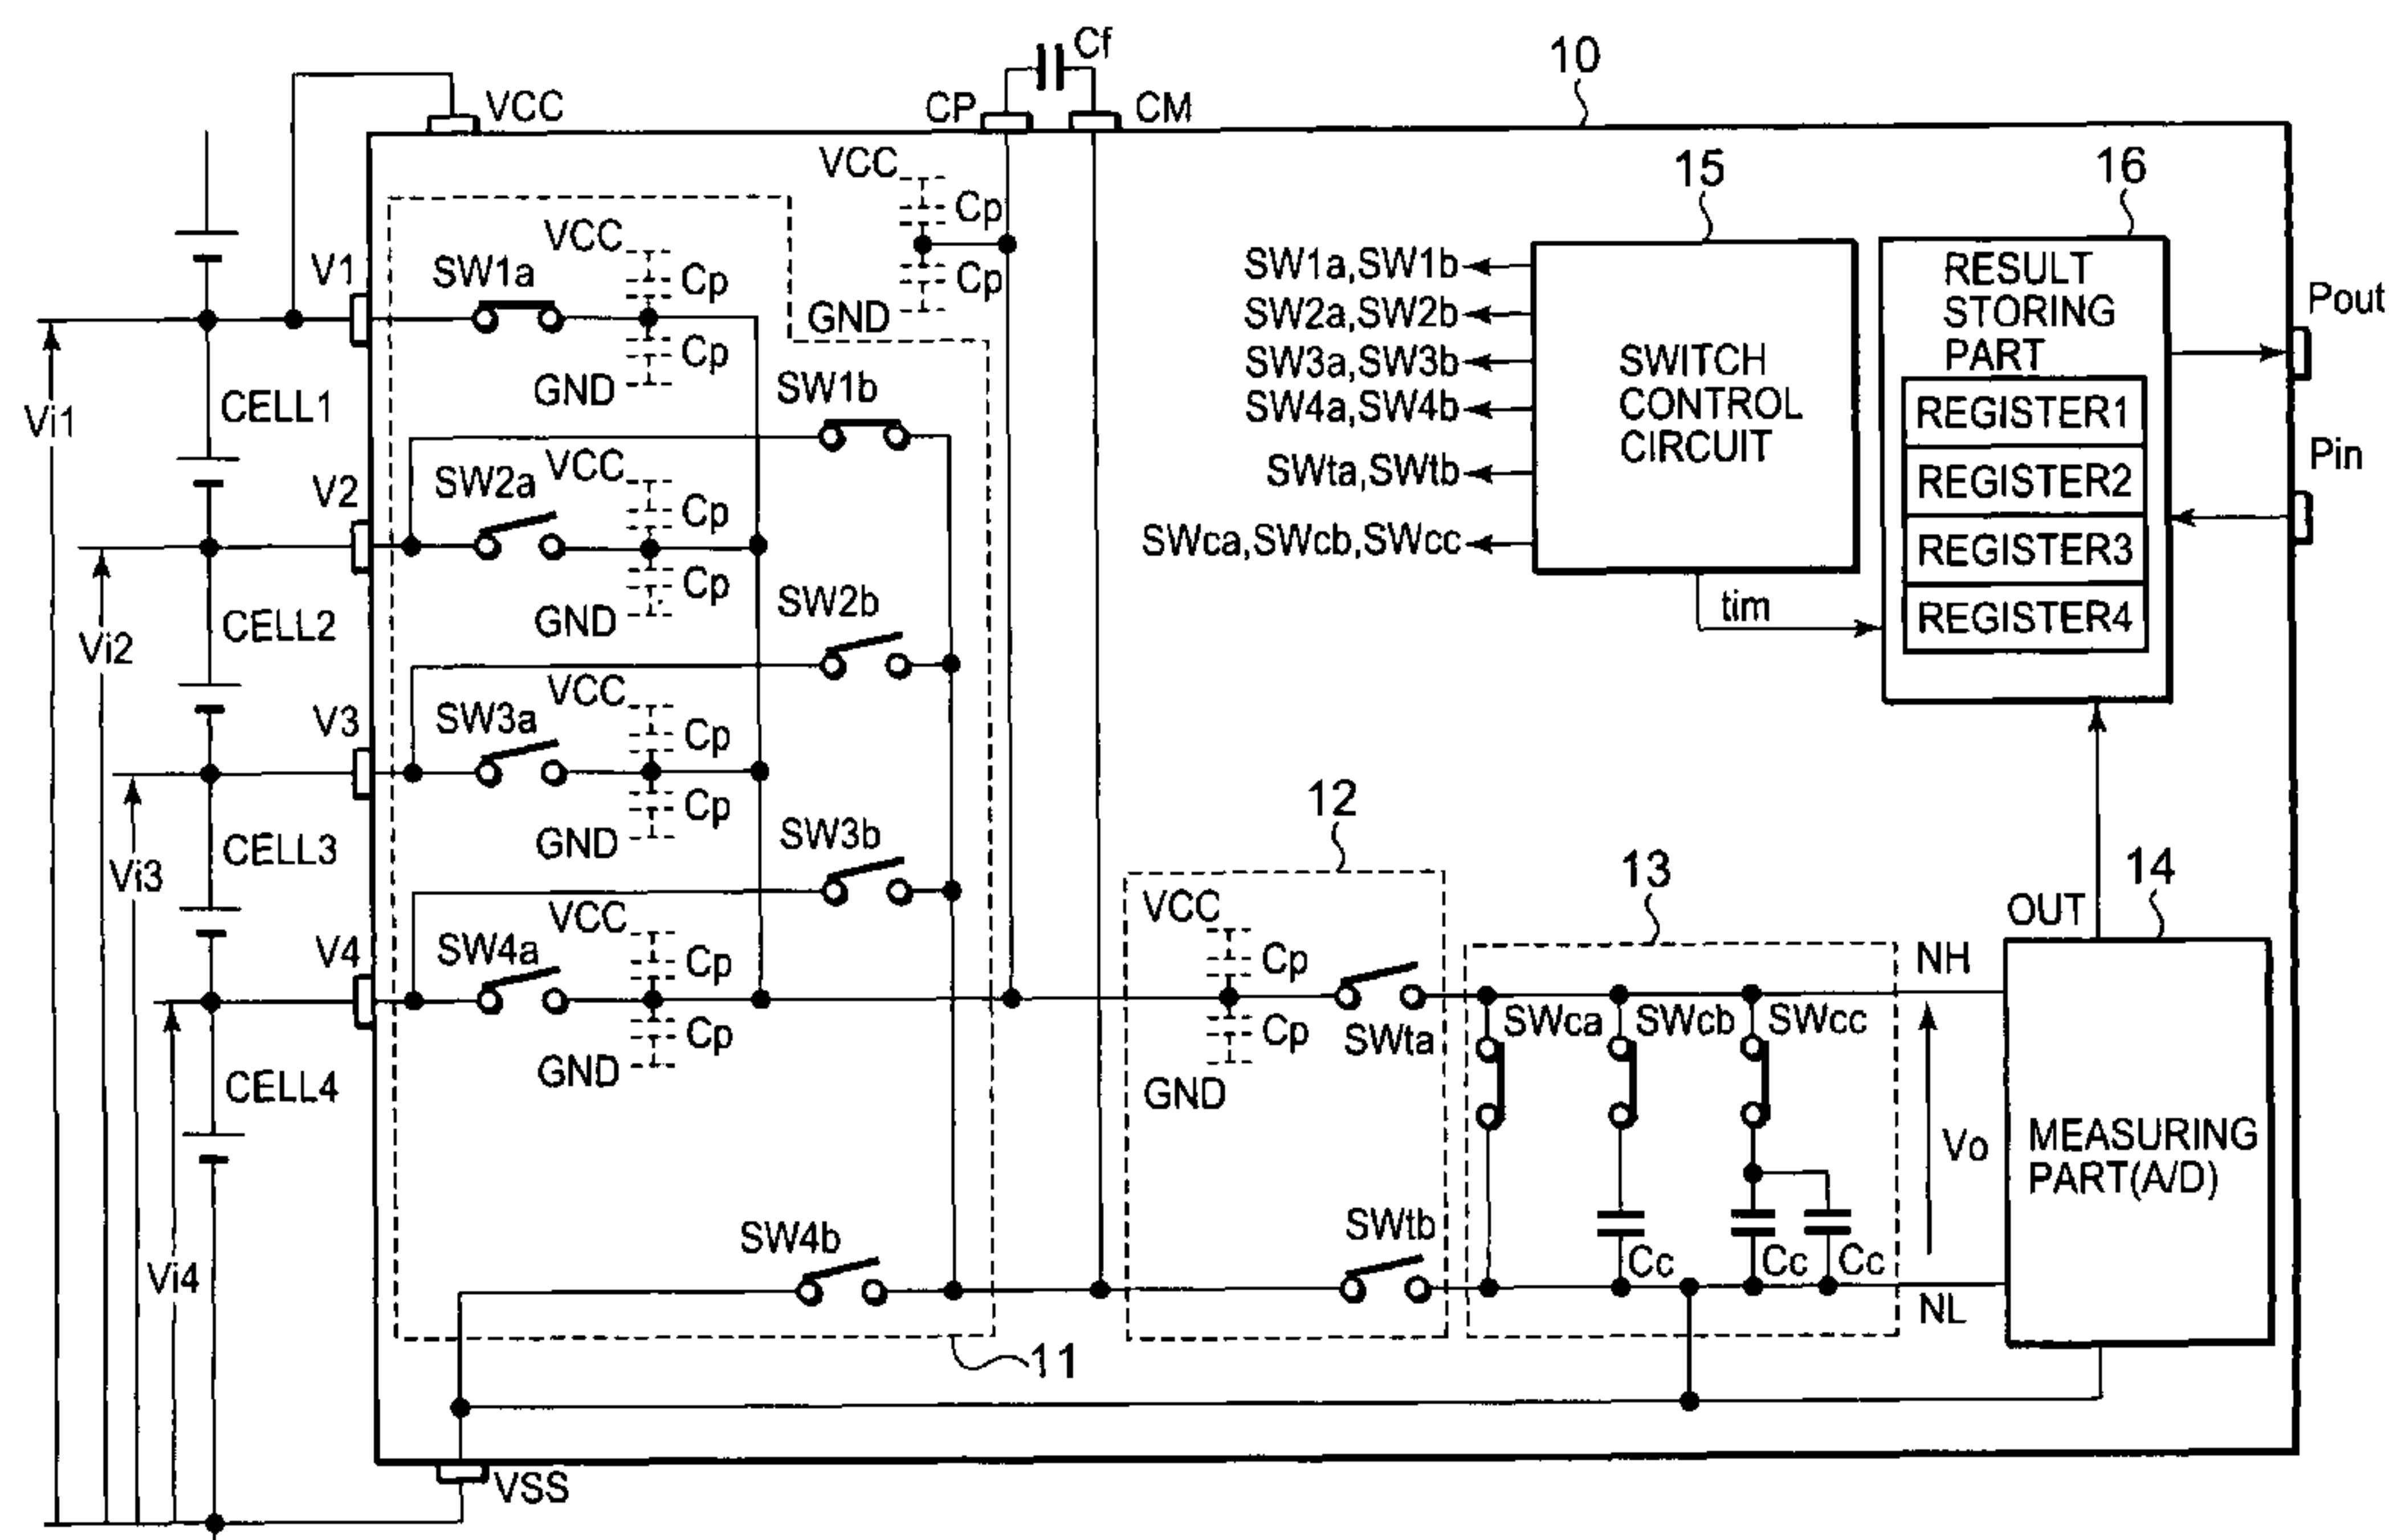 Cf
10
VCC
CP
CM
VCC
Cp
Cp
GND
15
16
V1
SW1a
VCC
Cp
Cp
GND
SW1a,SW1b
SW2a,SW2b
SW3a,SW3b
SW4a,SW4b
SWta,SWtb
SWca,SWcb,SWcc
SWITCH
CONTROL
CIRCUIT
tim
RESULT
STORING
PART
REGISTER1
REGISTER2
REGISTER3
REGISTER4
Pout
Pin
Vi1
CELL1
SW1b
V2
SW2a
VCC
Cp
Cp
GND
Vi2
CELL2
SW2b
V3
SW3a
VCC
Cp
Cp
GND
Vi3
CELL3
SW3b
V4
SW4a
VCC
Cp
Cp
GND
12
VCC
Cp
Cp
GND
SWta
13
SWca
SWcb
SWcc
NH
OUT
14
Vo
MEASURING
PART(A/D)
Vi4
CELL4
SW4b
SWtb
Cc
Cc
Cc
NL
11
VSS